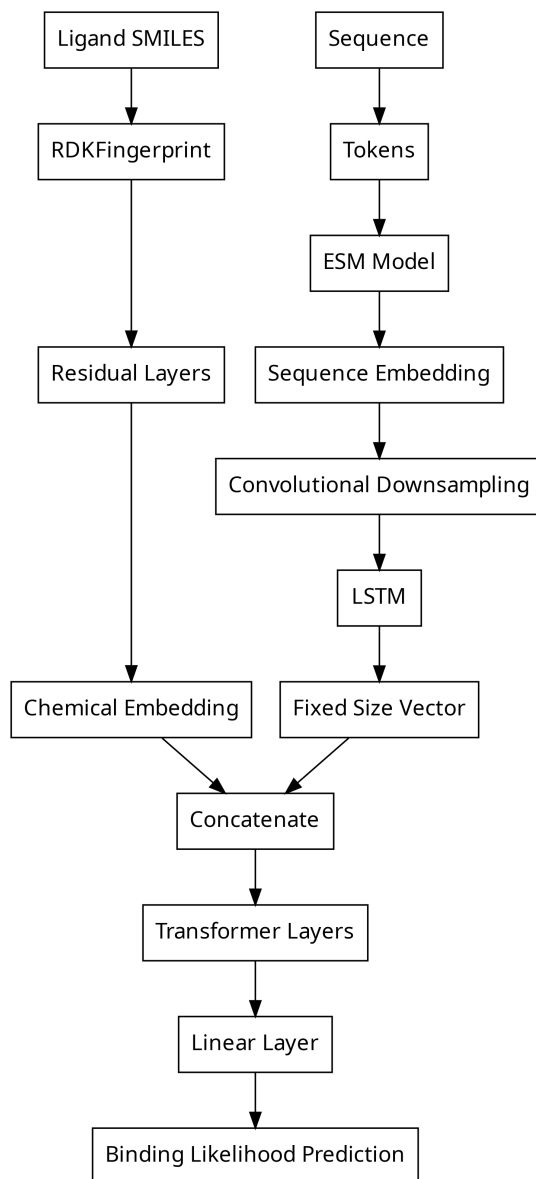 Ligand SMILES
Sequence
RDKFingerprint
Tokens
ESM Model
Residual Layers
Sequence Embedding
Convolutional Downsampling
LSTM
Chemical Embedding
Fixed Size Vector
Concatenate
Transformer Layers
Linear Layer
Binding Likelihood Prediction